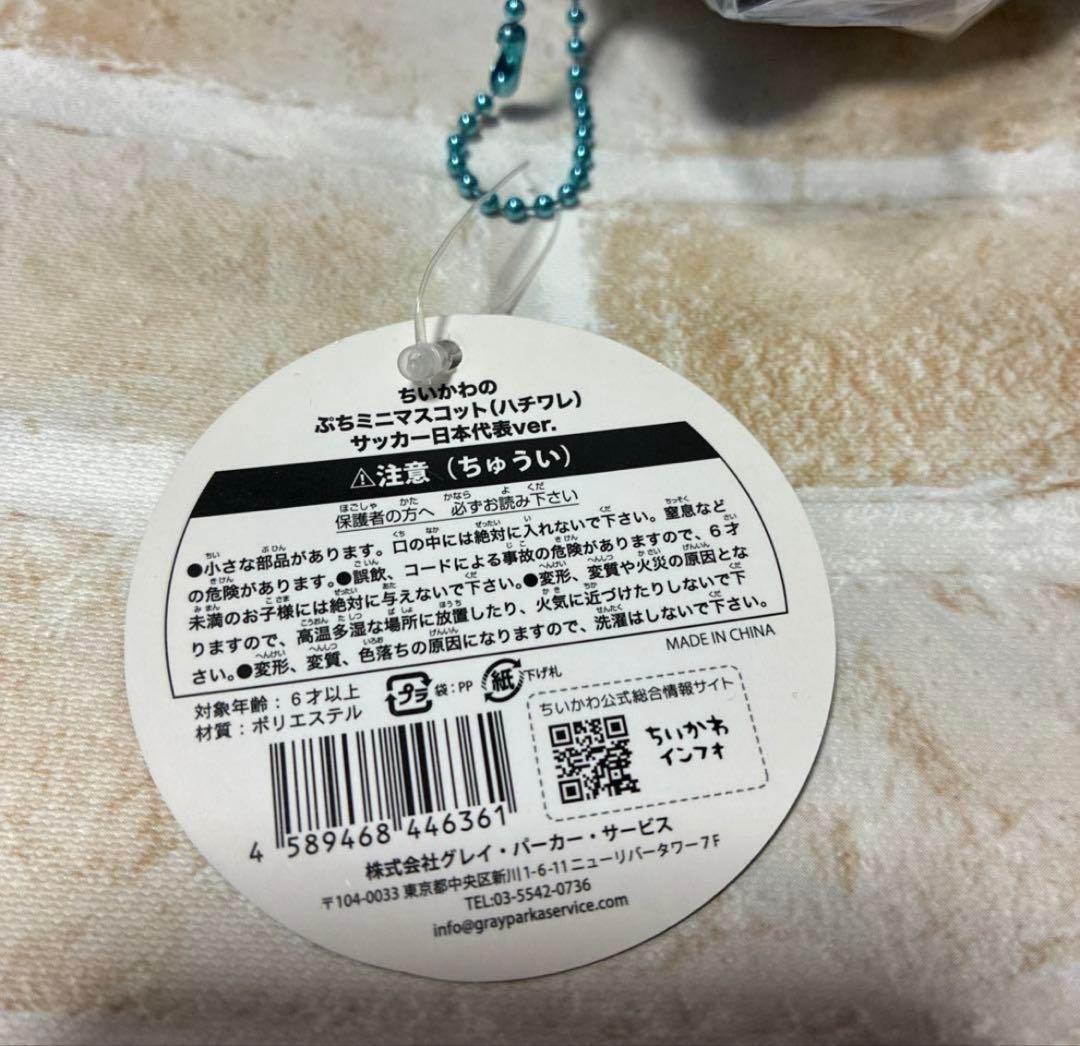 ちいかわの
ぷちミニマスコット(ハチワレ)
サッカー日本代表ver.
⚠注意(ちゅうい)
保護者の方へ 必ずお読み下さい
●小さな部品があります。口の中には絶対に入れないで下さい。窒息など
の危険があります。●誤飲、コードによる事故の危険がありますので、6才
未満のお子様には絶対に与えないで下さい。●変形、変質や火災の原因とな
りますので、高温多湿な場所に放置したり、火気に近づけたりしないで下
さい。●変形、変質、色落ちの原因になりますので、洗濯はしないで下さい。
MADE IN CHINA
対象年齢:6才以上
材質:ポリエステル
プラ 袋:PP
紙 下げ札
ちいかわ公式総合情報サイト
ちいかわ
インフォ
4 589468 446361
株式会社グレイ・パーカー・サービス
〒104-0033 東京都中央区新川1-6-11ニューリバータワー7F
TEL:03-5542-0736
info@grayparkaservice.com